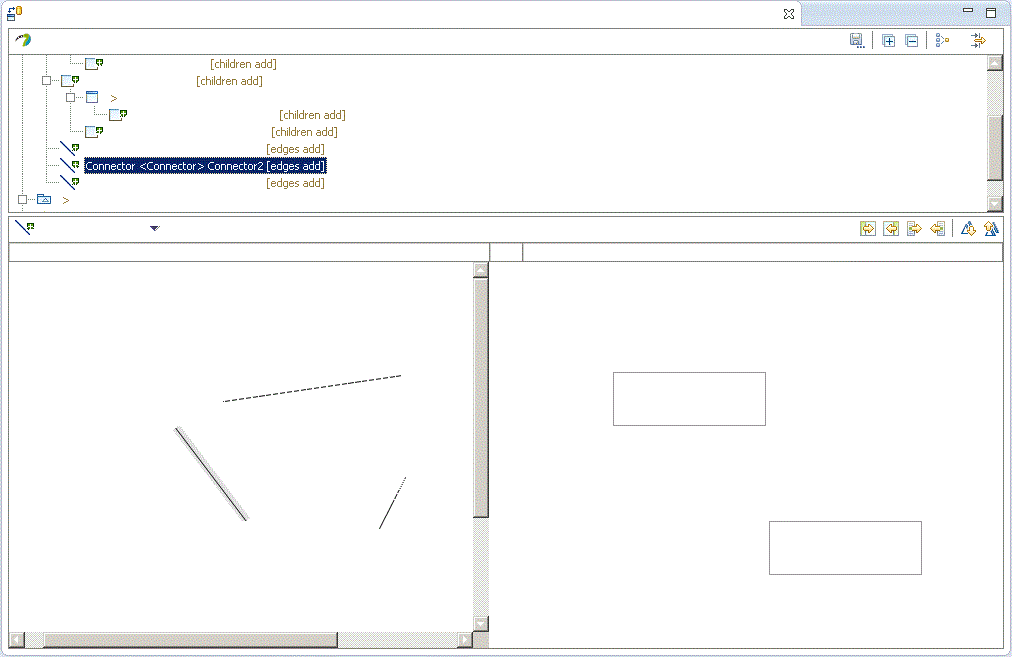 [children add]
[children add]
>
[children add]
[children add]
[edges add]
Connector <Connector> Connector2 [edges add]
[edges add]
>